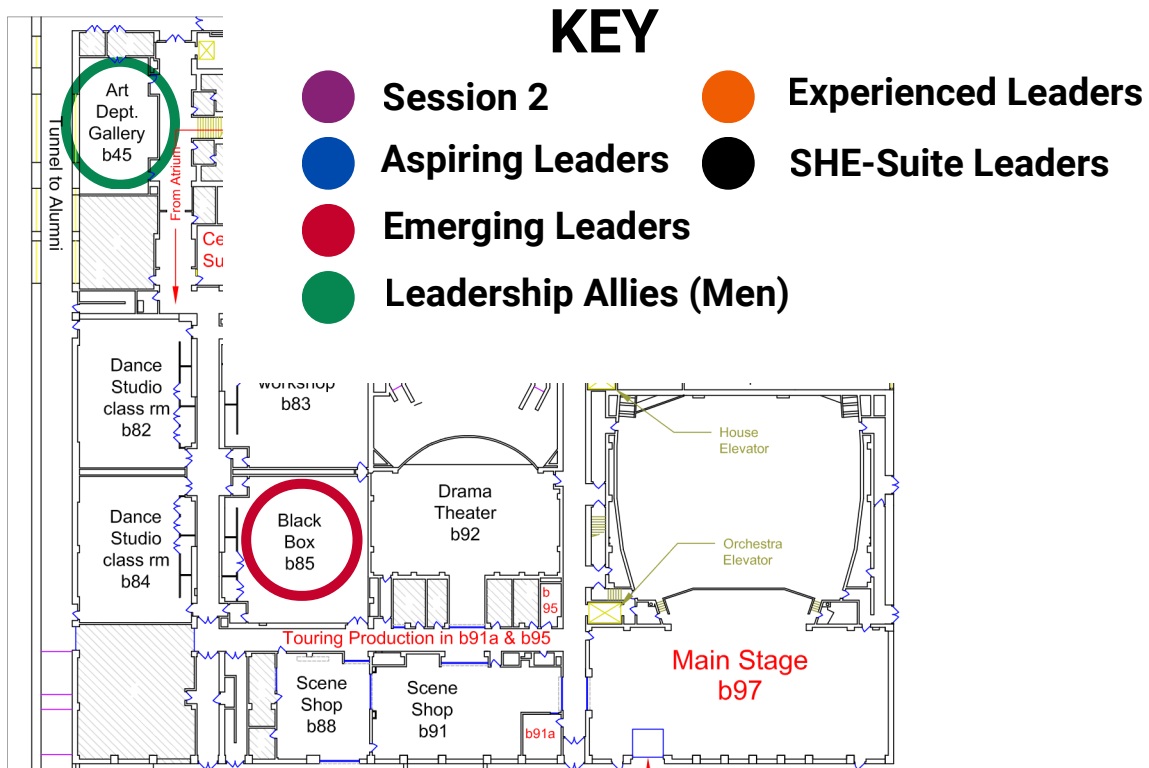 KEY
Session 2
Aspiring Leaders
Emerging Leaders
Leadership Allies (Men)
Experienced Leaders
SHE-Suite Leaders
Art
Dept.
Gallery
b45
Tunnel to Alumni
From Atrium
Ce
Su
Dance
Studio
class rm
b82
workshop
b83
House
Elevator
Dance
Studio
class rm
b84
Black
Box
b85
Drama
Theater
b92
Orchestra
Elevator
b
95
Touring Production in b91a & b95
Scene
Shop
b88
Scene
Shop
b91
b91a
Main Stage
b97